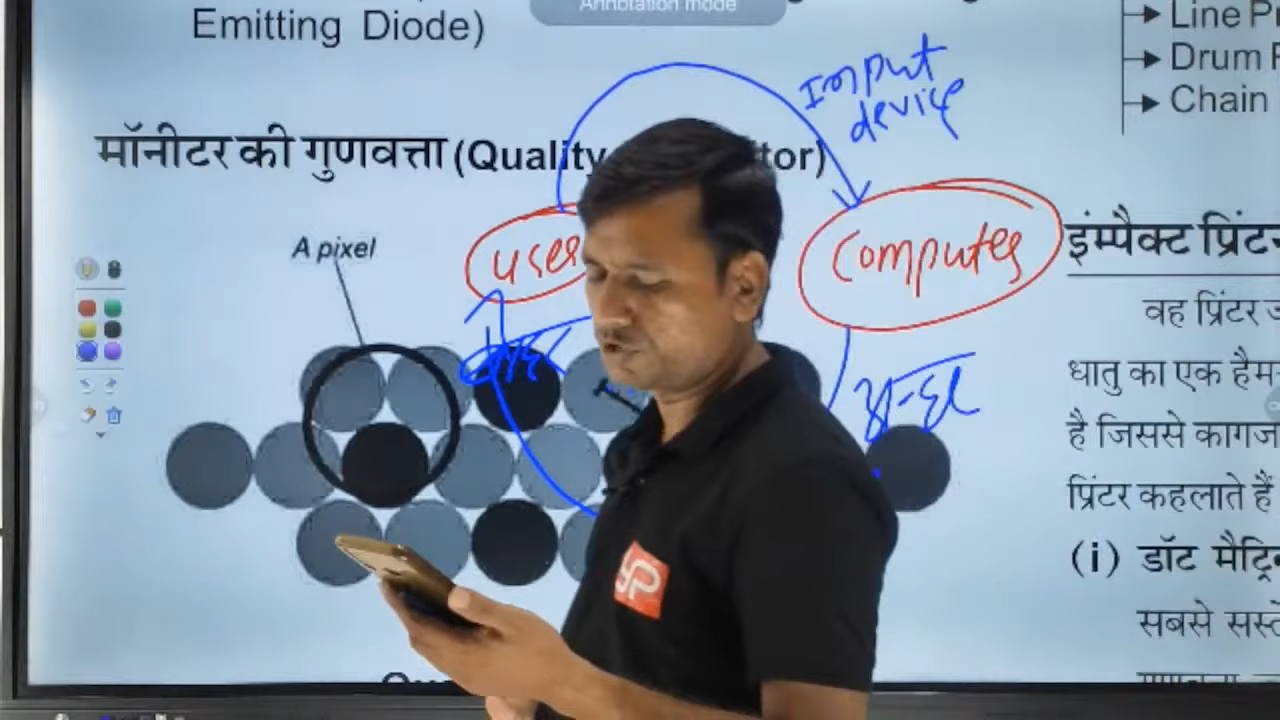 Annotation mode
Emitting Diode)
Line Pr
Drum P
Chain
Input
device
मॉनीटर की गुणवत्ता (Quality tor)
A pixel
user
Computer
इंम्पैक्ट प्रिंट
वह प्रिंटर ज
धातु का एक हैम
है जिससे कागज
प्रिंटर कहलाते हैं
(i) डॉट मैट्रि
सबसे सस्ते
yp